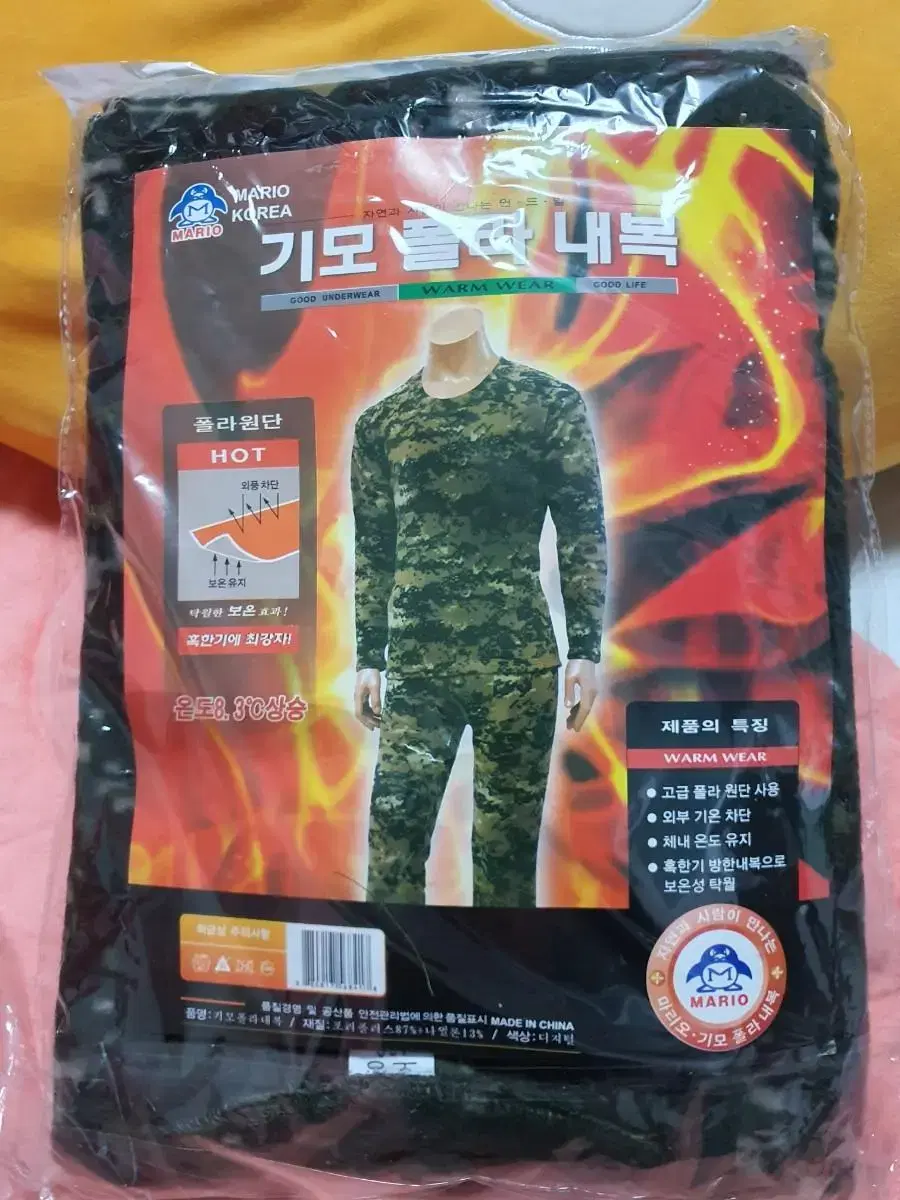 MARIO
KOREA
MARIO
자연과 사람이 만나는 언·드·웨
기모 폴라 내복
GOOD UNDERWEAR
WARM WEAR
GOOD LIFE
폴라원단
HOT
외풍차단
보온유지
탁월한 보온효과!
혹한기에 최강자!
온도8.3℃상승
제품의 특징
WARM WEAR
● 고급 폴라 원단 사용
● 외부 기온 차단
● 체내 온도 유지
● 혹한기 방한내복으로
보온성 탁월
취급상 주의사항
품질경영 및 공산품 안전관리법에 의한 품질표시 MADE IN CHINA
품명:기모폴라내복 / 재질:포리폴리스87%+나일론13% / 색상:디지털
자연과 사람이 만나는
MARIO
마리오·기모 폴라 내복